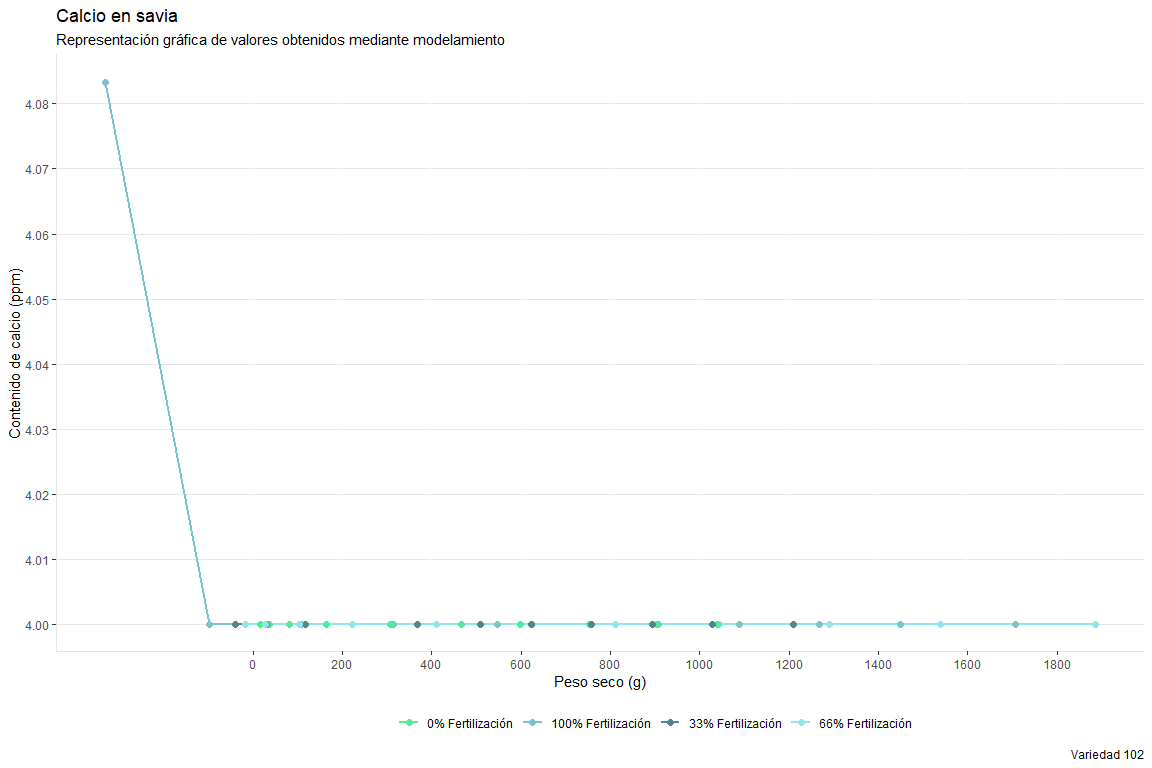 Calcio en savia
Representación gráfica de valores obtenidos mediante modelamiento
Contenido de calcio (ppm)
4.08
4.07
4.06
4.05
4.04
4.03
4.02
4.01
4.00
0 200 400 600 800 1000 1200 1400 1600 1800
Peso seco (g)
0% Fertilización 100% Fertilización 33% Fertilización 66% Fertilización
Variedad 102